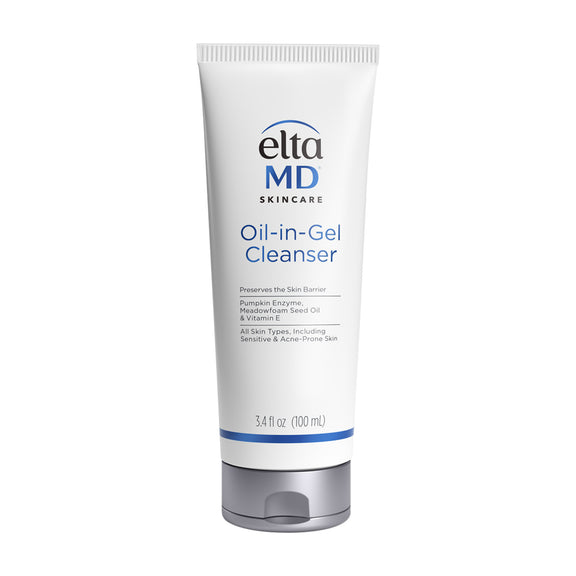 elta
MD®
SKINCARE
Oil-in-Gel
Cleanser
Preserves the Skin Barrier
Pumpkin Enzyme,
Meadowfoam Seed Oil
& Vitamin E
All Skin Types, Including
Sensitive & Acne-Prone Skin
3.4 fl oz (100 mL)